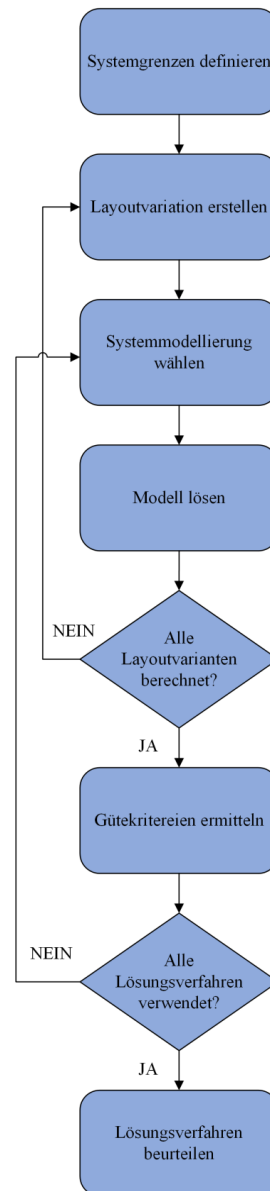 Systemgrenzen definieren
Layoutvariation erstellen
Systemmodellierung
wählen
Modell lösen
NEIN
Alle
Layoutvarianten
berechnet?
JA
Gütekritereien ermitteln
NEIN
Alle
Lösungsverfahren
verwendet?
JA
Lösungsverfahren
beurteilen